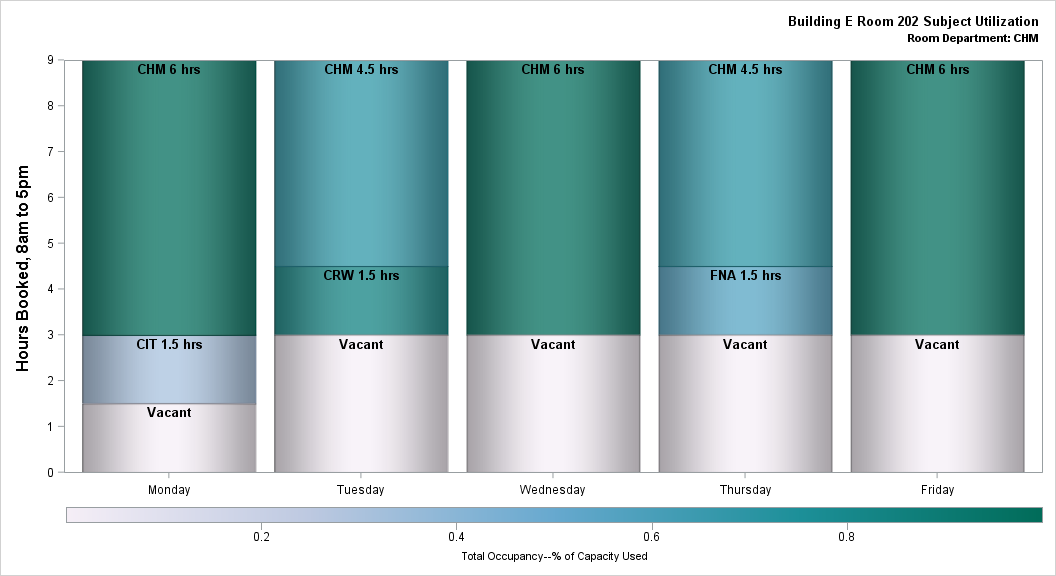 Building E Room 202 Subject Utilization
Room Department: CHM
Hours Booked, 8am to 5pm
9
8
7
6
5
4
3
2
1
0
CHM 6 hrs
CIT 1.5 hrs
Vacant
CHM 4.5 hrs
CRW 1.5 hrs
Vacant
CHM 6 hrs
Vacant
CHM 4.5 hrs
FNA 1.5 hrs
Vacant
CHM 6 hrs
Vacant
Monday
Tuesday
Wednesday
Thursday
Friday
0.2
0.4
0.6
0.8
Total Occupancy--% of Capacity Used